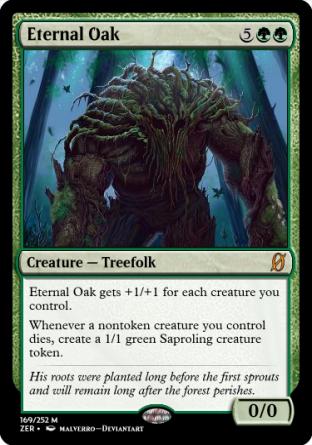 Eternal Oak 5
Creature — Treefolk
Eternal Oak gets +1/+1 for each creature you
control.
Whenever a nontoken creature you control
dies, create a 1/1 green Saproling creature
token.
His roots were planted long before the first sprouts
and will remain long after the forest perishes.
169/252 M
ZER • Malverro—Deviantart
0/0